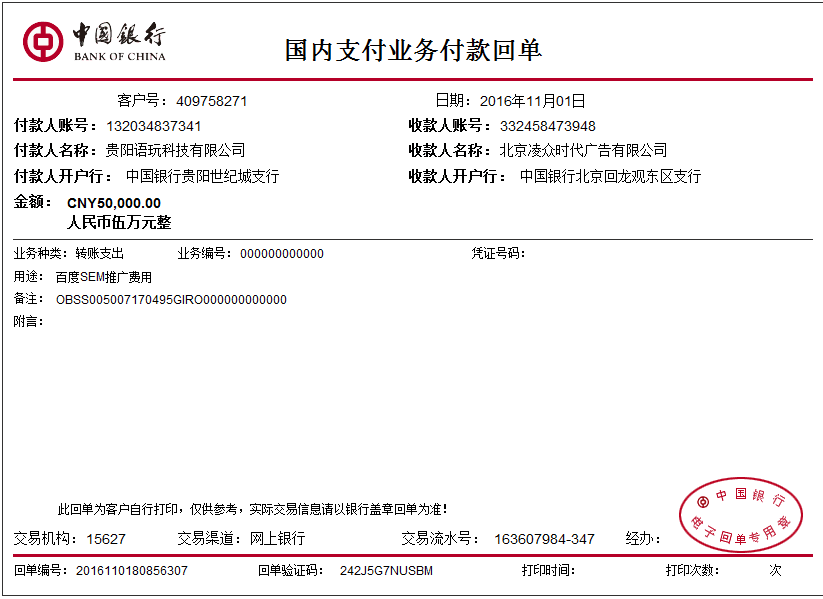 中国银行
BANK OF CHINA
国内支付业务付款回单
客户号：409758271 日期：2016年11月01日
付款人账号：132034837341 收款人账号：332458473948
付款人名称：贵阳语玩科技有限公司 收款人名称：北京凌众时代广告有限公司
付款人开户行：中国银行贵阳世纪城支行 收款人开户行：中国银行北京回龙观东区支行
金额：CNY50,000.00
人民币伍万元整
业务种类：转账支出 业务编号：000000000000 凭证号码：
用途：百度SEM推广费用
备注：OBSS005007170495GIRO000000000000
附言：
此回单为客户自行打印，仅供参考，实际交易信息请以银行盖章回单为准！
中国银行
电子回单专用章
交易机构：15627 交易渠道：网上银行 交易流水号：163607984-347 经办：
回单编号：2016110180856307 回单验证码：242J5G7NUSBM 打印时间： 打印次数： 次